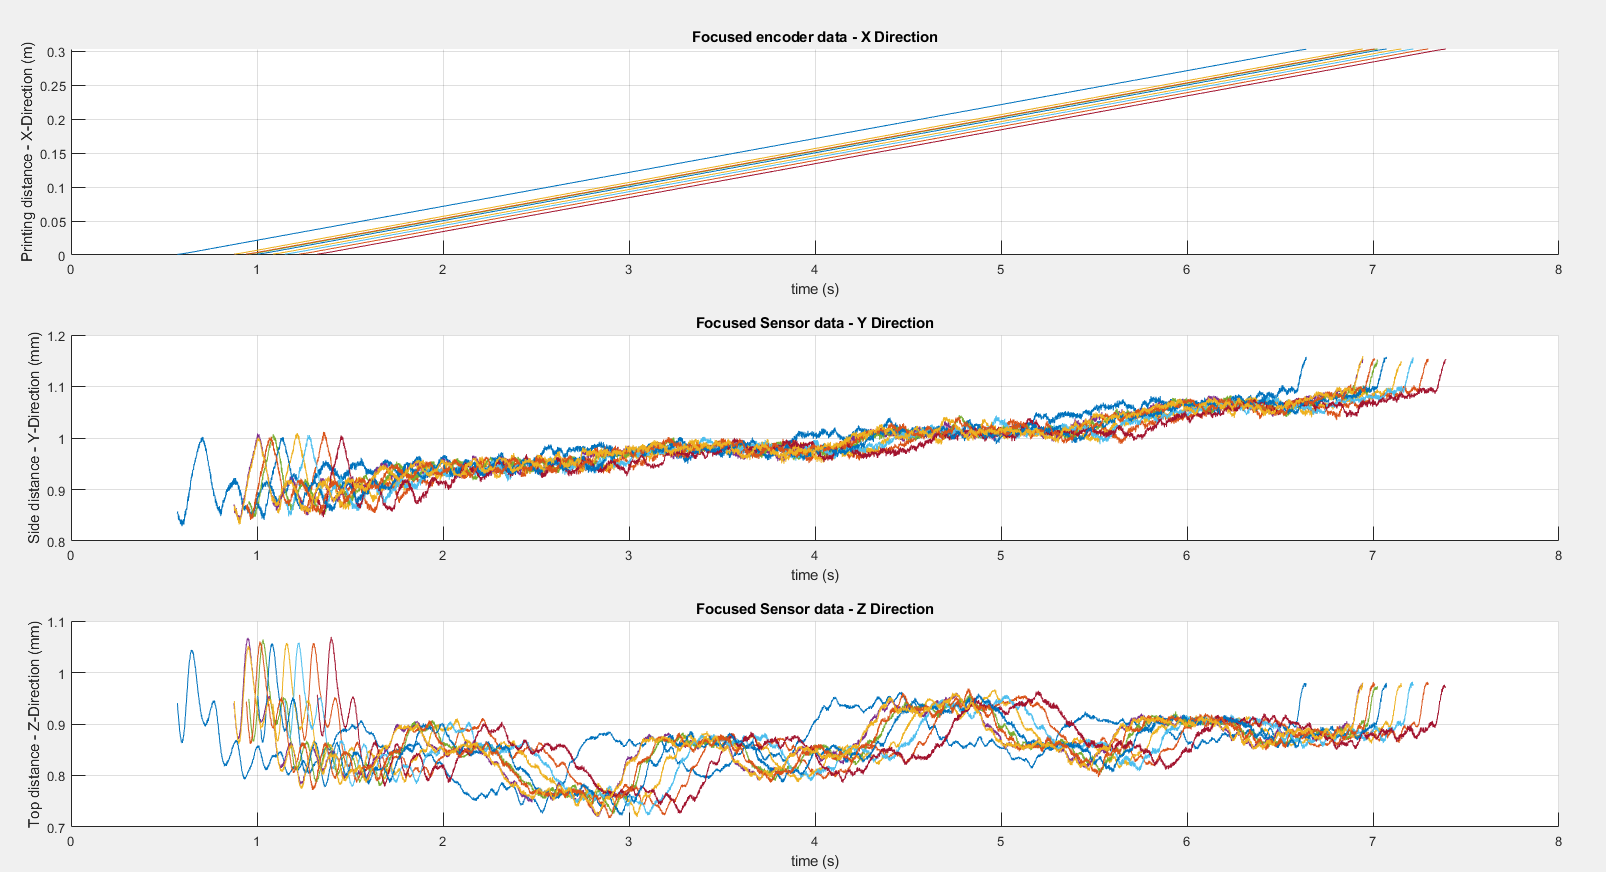 Focused encoder data - X Direction
Printing distance - X-Direction (m)
0.3
0.25
0.2
0.15
0.1
0.05
0
0 1 2 3 4 5 6 7 8
time (s)
Focused Sensor data - Y Direction
Side distance - Y-Direction (mm)
1.2
1.1
1
0.9
0.8
0 1 2 3 4 5 6 7 8
time (s)
Focused Sensor data - Z Direction
Top distance - Z-Direction (mm)
1.1
1
0.9
0.8
0.7
0 1 2 3 4 5 6 7 8
time (s)